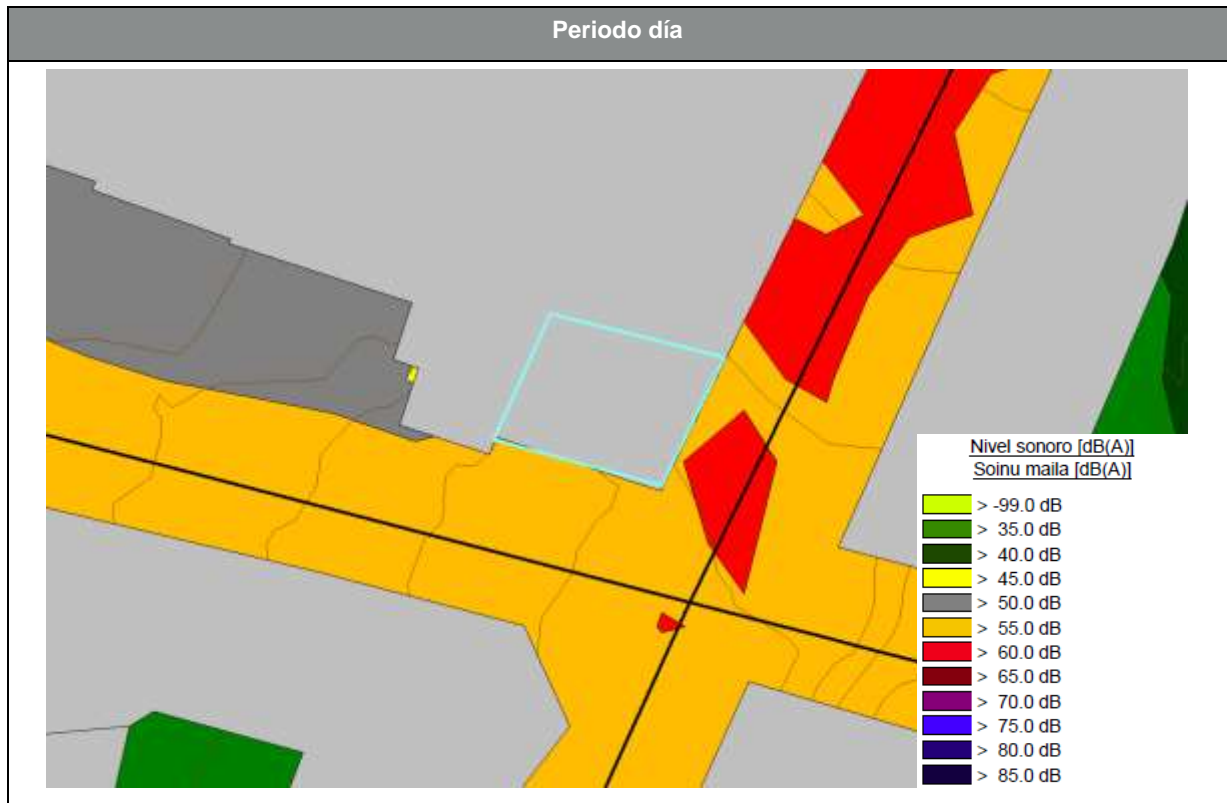 Periodo día
Nivel sonoro [dB(A)]
Soinu maila [dB(A)]
> -99.0 dB
> 35.0 dB
> 40.0 dB
> 45.0 dB
> 50.0 dB
> 55.0 dB
> 60.0 dB
> 65.0 dB
> 70.0 dB
> 75.0 dB
> 80.0 dB
> 85.0 dB